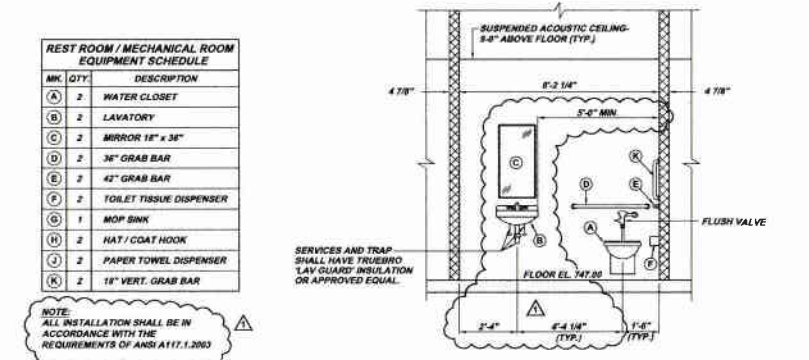 REST ROOM / MECHANICAL ROOM
EQUIPMENT SCHEDULE
MK. QTY. DESCRIPTION
A 2 WATER CLOSET
B 2 LAVATORY
C 2 MIRROR 18" x 36"
D 2 36" GRAB BAR
E 2 42" GRAB BAR
F 2 TOILET TISSUE DISPENSER
G 1 MOP SINK
H 2 HAT / COAT HOOK
J 2 PAPER TOWEL DISPENSER
K 2 18" VERT. GRAB BAR
NOTE:
ALL INSTALLATION SHALL BE IN
ACCORDANCE WITH THE
REQUIREMENTS OF ANSI A117.1.2003
1
SUSPENDED ACOUSTIC CEILING-
9'-0" ABOVE FLOOR (TYP.)
4 7/8"
8'-2 1/4"
4 7/8"
5'-0" MIN.
C
K
D
E
A
FLUSH VALVE
B
F
SERVICES AND TRAP
SHALL HAVE TRUEBRO
'LAV GUARD' INSULATION
OR APPROVED EQUAL.
FLOOR EL. 747.00
1
2'-4"
4'-4 1/4"
(TYP.)
1'-6"
(TYP.)